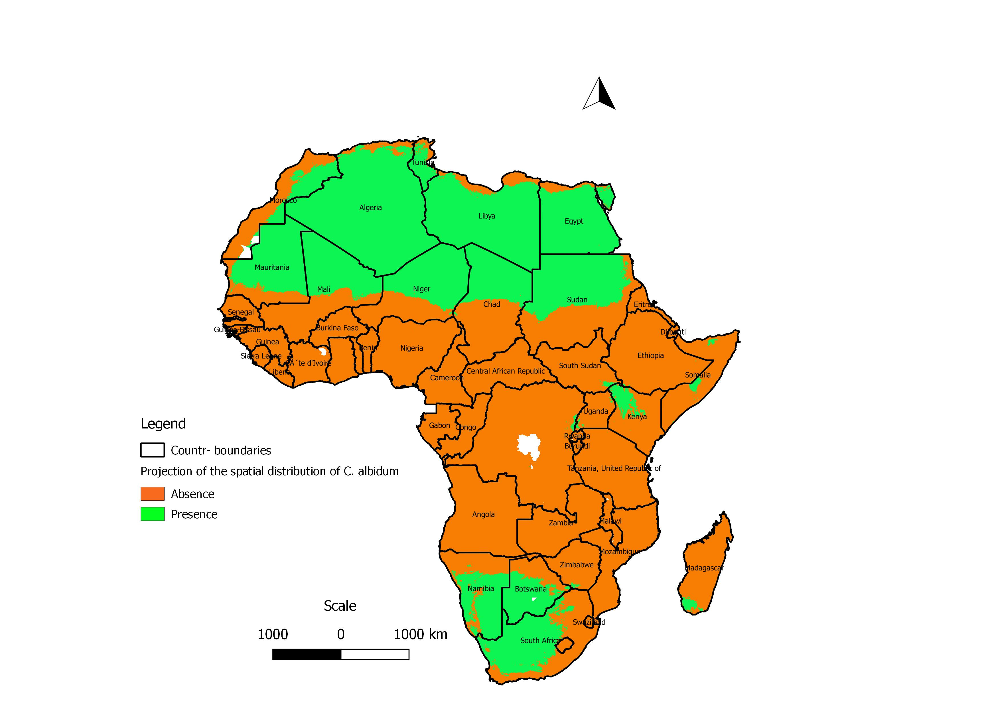 Tunisia
Morocco
Algeria
Libya
Egypt
Mauritania
Mali
Niger
Chad
Sudan
Eritrea
Senegal
Burkina Faso
Guinea-Bissau
Djibouti
Guinea
Benin
Nigeria
Sierra Leone
CÃ´te d'Ivoire
Ethiopia
South Sudan
Liberia
Central African Republic
Somalia
Cameroon
Uganda
Kenya
Gabon
Congo
Rwanda
Burundi
Tanzania, United Republic of
Angola
Zambia
Malawi
Mozambique
Zimbabwe
Madagascar
Namibia
Botswana
Swaziland
South Africa
Legend
Countr- boundaries
Projection of the spatial distribution of C. albidum
Absence
Presence
Scale
1000 0 1000 km